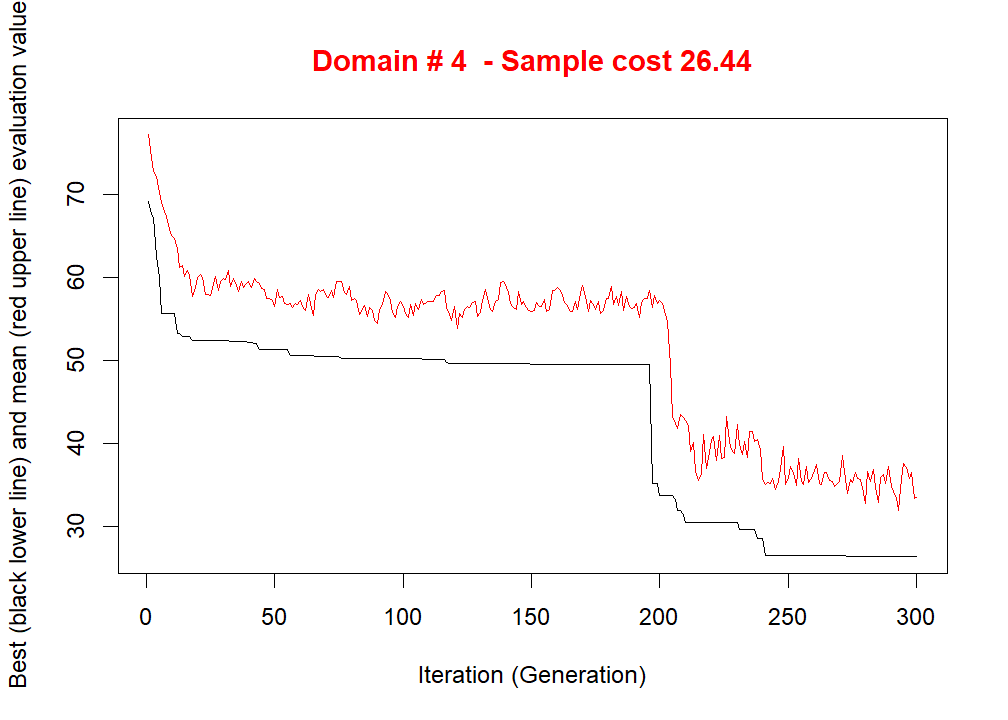 Domain # 4  - Sample cost 26.44
Best (black lower line) and mean (red upper line) evaluation value
70
60
50
40
30
0 50 100 150 200 250 300
Iteration (Generation)